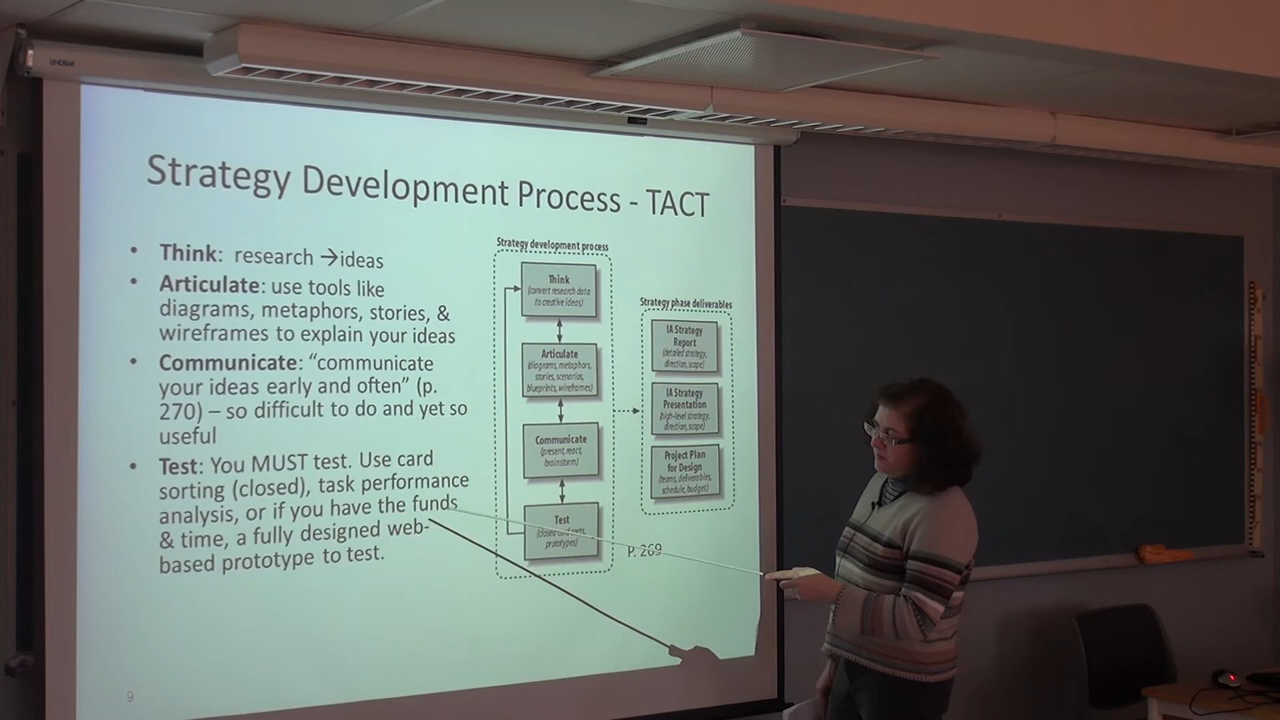 Strategy Development Process - TACT
• Think: research →ideas
• Articulate: use tools like
diagrams, metaphors, stories, &
wireframes to explain your ideas
• Communicate: “communicate
your ideas early and often” (p.
270) – so difficult to do and yet so
useful
• Test: You MUST test. Use card
sorting (closed), task performance
analysis, or if you have the funds
& time, a fully designed web-
based prototype to test.
Strategy development process
Think
(convert research data
to creative ideas)
Articulate
(diagrams, metaphors,
stories, scenarios,
blueprints, wireframes)
Communicate
(present, react,
brainstorm)
Test
(closed card sorts,
prototypes)
Strategy phase deliverables
IA Strategy
Report
(detailed strategy,
direction, scope)
IA Strategy
Presentation
(high-level strategy,
direction, scope)
Project Plan
for Design
(teams, deliverables,
schedule, budget)
P. 269
9